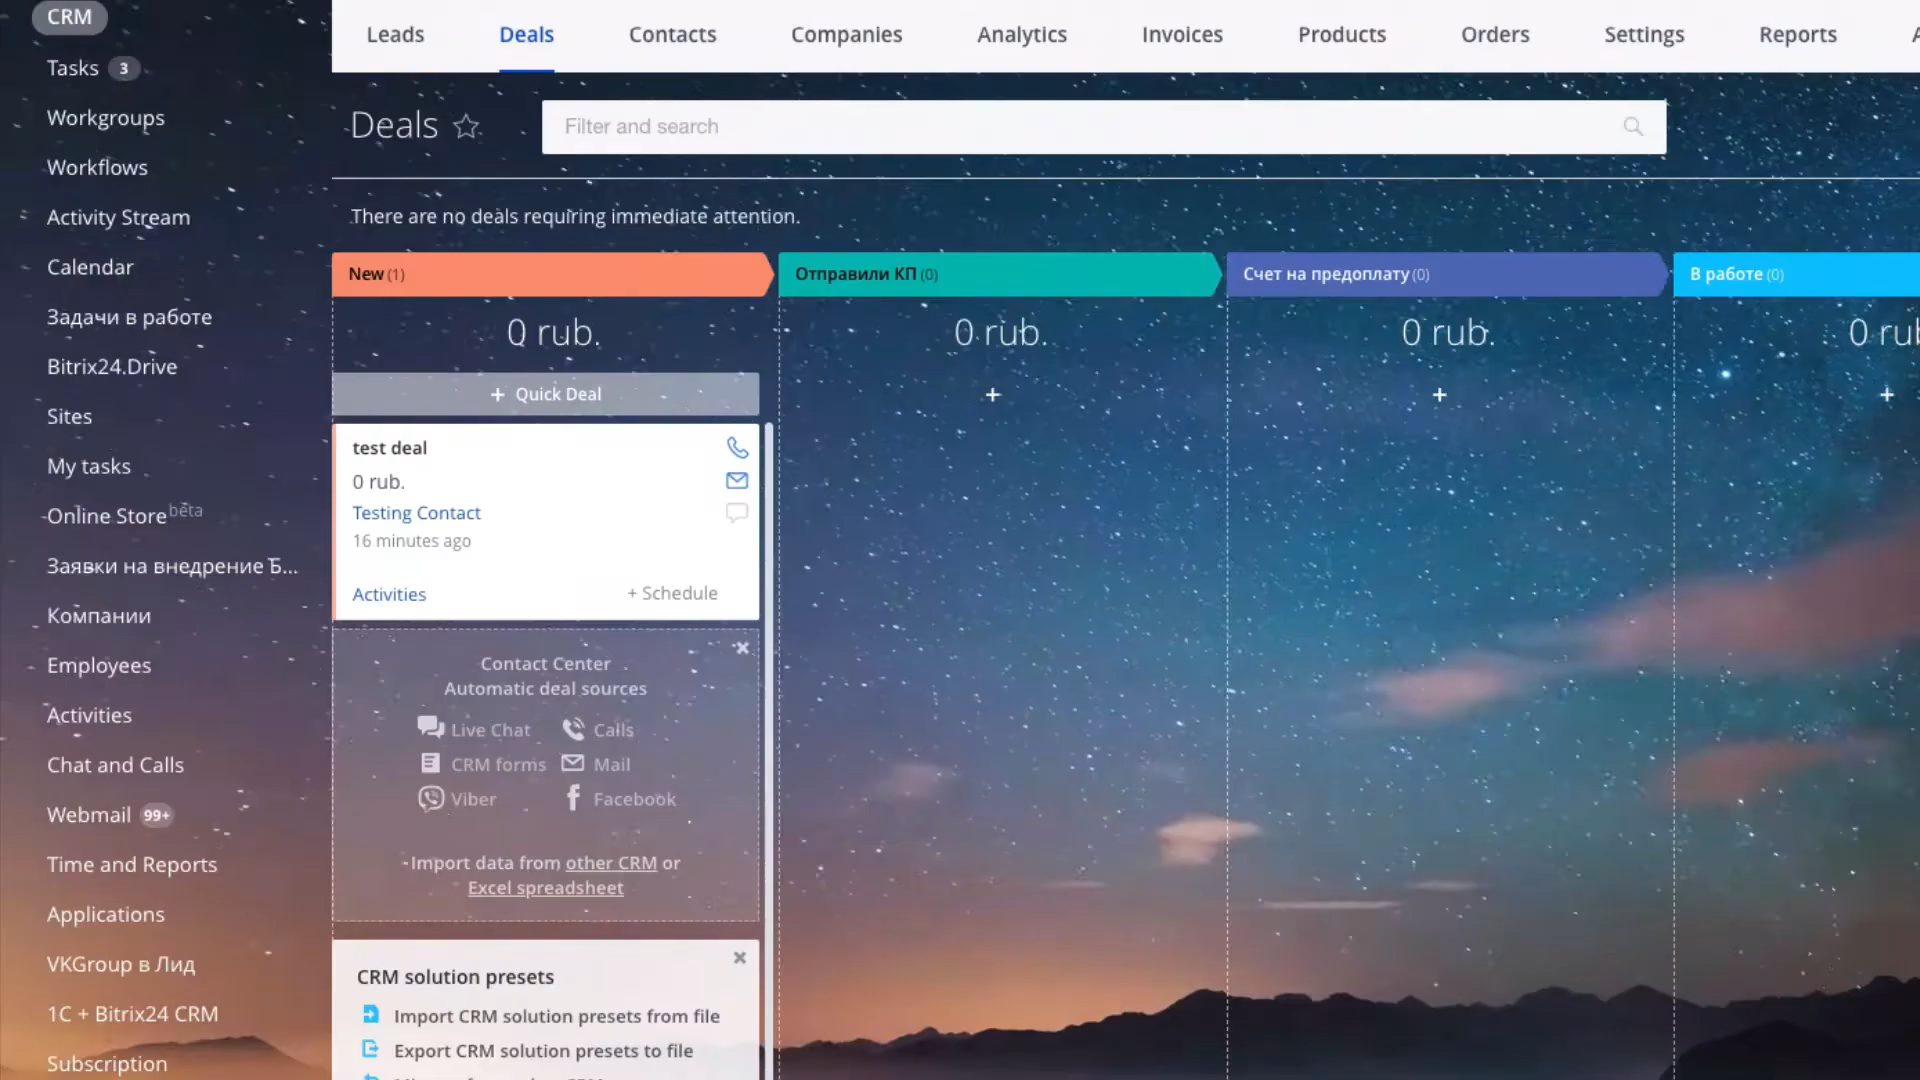 CRM
Tasks 3
Workgroups
Workflows
Activity Stream
Calendar
Задачи в работе
Bitrix24.Drive
Sites
My tasks
Online Store beta
Заявки на внедрение Б...
Компании
Employees
Activities
Chat and Calls
Webmail 99+
Time and Reports
Applications
VKGroup в Лид
1C + Bitrix24 CRM
Subscription
Leads Deals Contacts Companies Analytics Invoices Products Orders Settings Reports
Deals
Filter and search
There are no deals requiring immediate attention.
New (1)
0 rub.
+ Quick Deal
test deal
0 rub.
Testing Contact
16 minutes ago
Activities + Schedule
Contact Center
Automatic deal sources
Live Chat Calls
CRM forms Mail
Viber Facebook
Import data from other CRM or
Excel spreadsheet
CRM solution presets
Import CRM solution presets from file
Export CRM solution presets to file
Отправили КП (0)
0 rub.
+
Счет на предоплату (0)
0 rub.
+
В работе (0)
0 rub
+